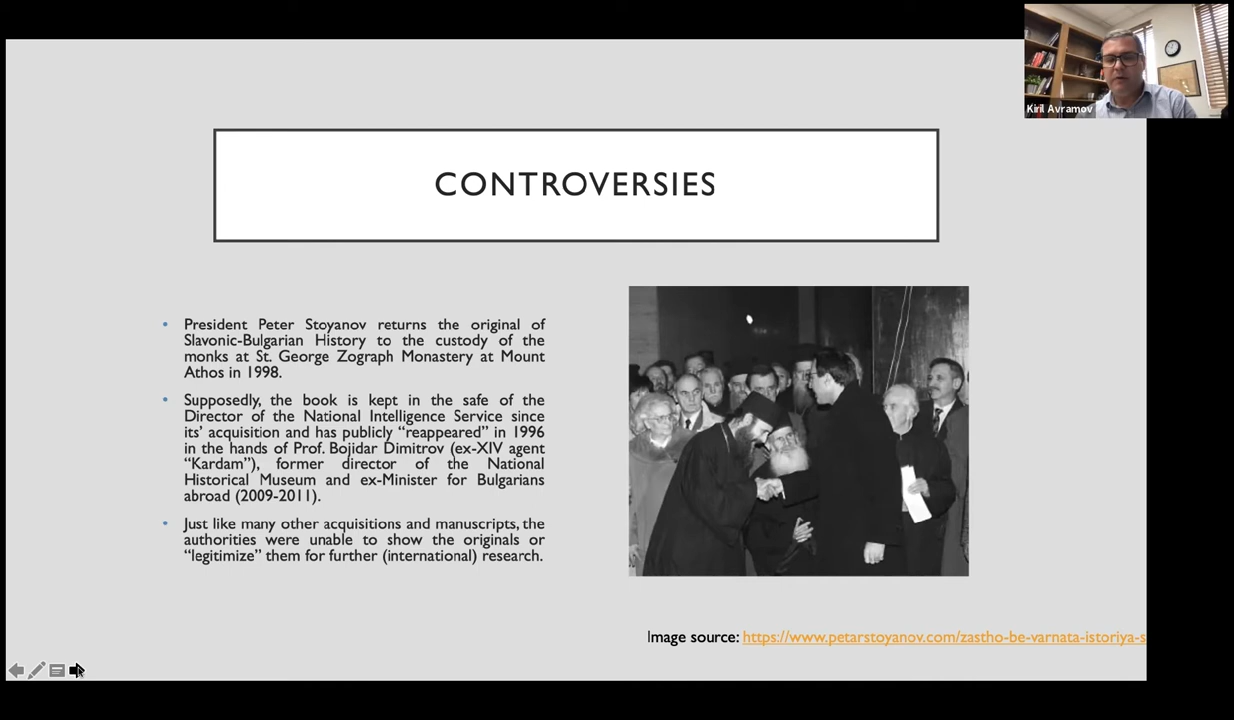 Kiril Avramov
CONTROVERSIES
• President Peter Stoyanov returns the original of
Slavonic-Bulgarian History to the custody of the
monks at St. George Zograph Monastery at Mount
Athos in 1998.
• Supposedly, the book is kept in the safe of the
Director of the National Intelligence Service since
its' acquisition and has publicly “reappeared” in 1996
in the hands of Prof. Bojidar Dimitrov (ex-XIV agent
“Kardam”), former director of the National
Historical Museum and ex-Minister for Bulgarians
abroad (2009-2011).
• Just like many other acquisitions and manuscripts, the
authorities were unable to show the originals or
“legitimize” them for further (international) research.
Image source: https://www.petarstoyanov.com/zastho-be-varnata-istoriya-s